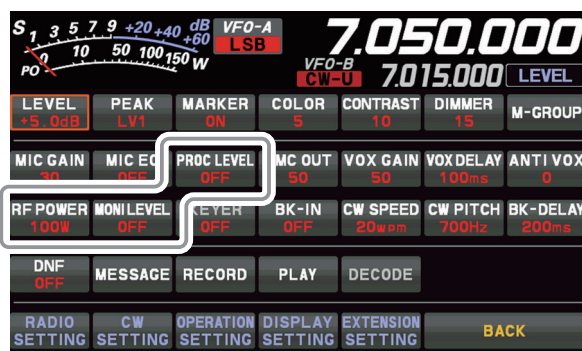 S 1 3 5 7 9 +20 +40 +60 dB VFO-A 7.050.000
LSB
PO 0 10 50 100 150 W VFO-B
CW-U 7.015.000 LEVEL
LEVEL PEAK MARKER COLOR CONTRAST DIMMER M-GROUP
+5.0dB LV1 ON 5 10 15
MIC GAIN MIC EQ PROC LEVEL MC OUT VOX GAIN VOX DELAY ANTI VOX
30 OFF OFF 50 50 100ms 0
RF POWER MONI LEVEL KEYER BK-IN CW SPEED CW PITCH BK-DELAY
100W OFF OFF OFF 20wpm 700Hz 200ms
DNF MESSAGE RECORD PLAY DECODE
OFF
RADIO CW OPERATION DISPLAY EXTENSION BACK
SETTING SETTING SETTING SETTING SETTING